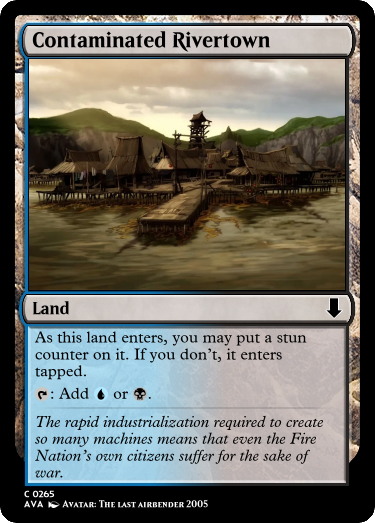 Contaminated Rivertown
Land
As this land enters, you may put a stun
counter on it. If you don't, it enters
tapped.
: Add or .
The rapid industrialization required to create
so many machines means that even the Fire
Nation's own citizens suffer for the sake of
war.
C 0265
AVA Avatar: The last airbender 2005